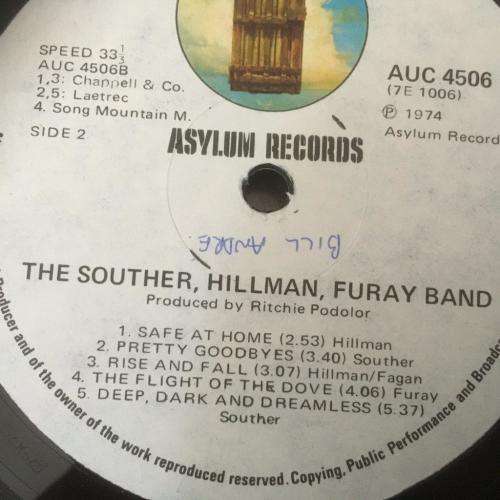 SPEED 33 1/3
AUC 4506B
1,3: Chappell & Co.
2,5: Laetrec
4. Song Mountain M.
SIDE 2
AUC 4506
(7E 1006)
℗ 1974
Asylum Record
ASYLUM RECORDS
BILL ANDRE
THE SOUTHER, HILLMAN, FURAY BAND
Produced by Ritchie Podolor
1. SAFE AT HOME (2.53) Hillman
2. PRETTY GOODBYES (3.40) Souther
3. RISE AND FALL (3.07) Hillman/Fagan
4. THE FLIGHT OF THE DOVE (4.06) Furay
5. DEEP, DARK AND DREAMLESS (5.37)
Souther
Producer and of the owner of the work reproduced reserved. Copying, Public Performance and Broadc